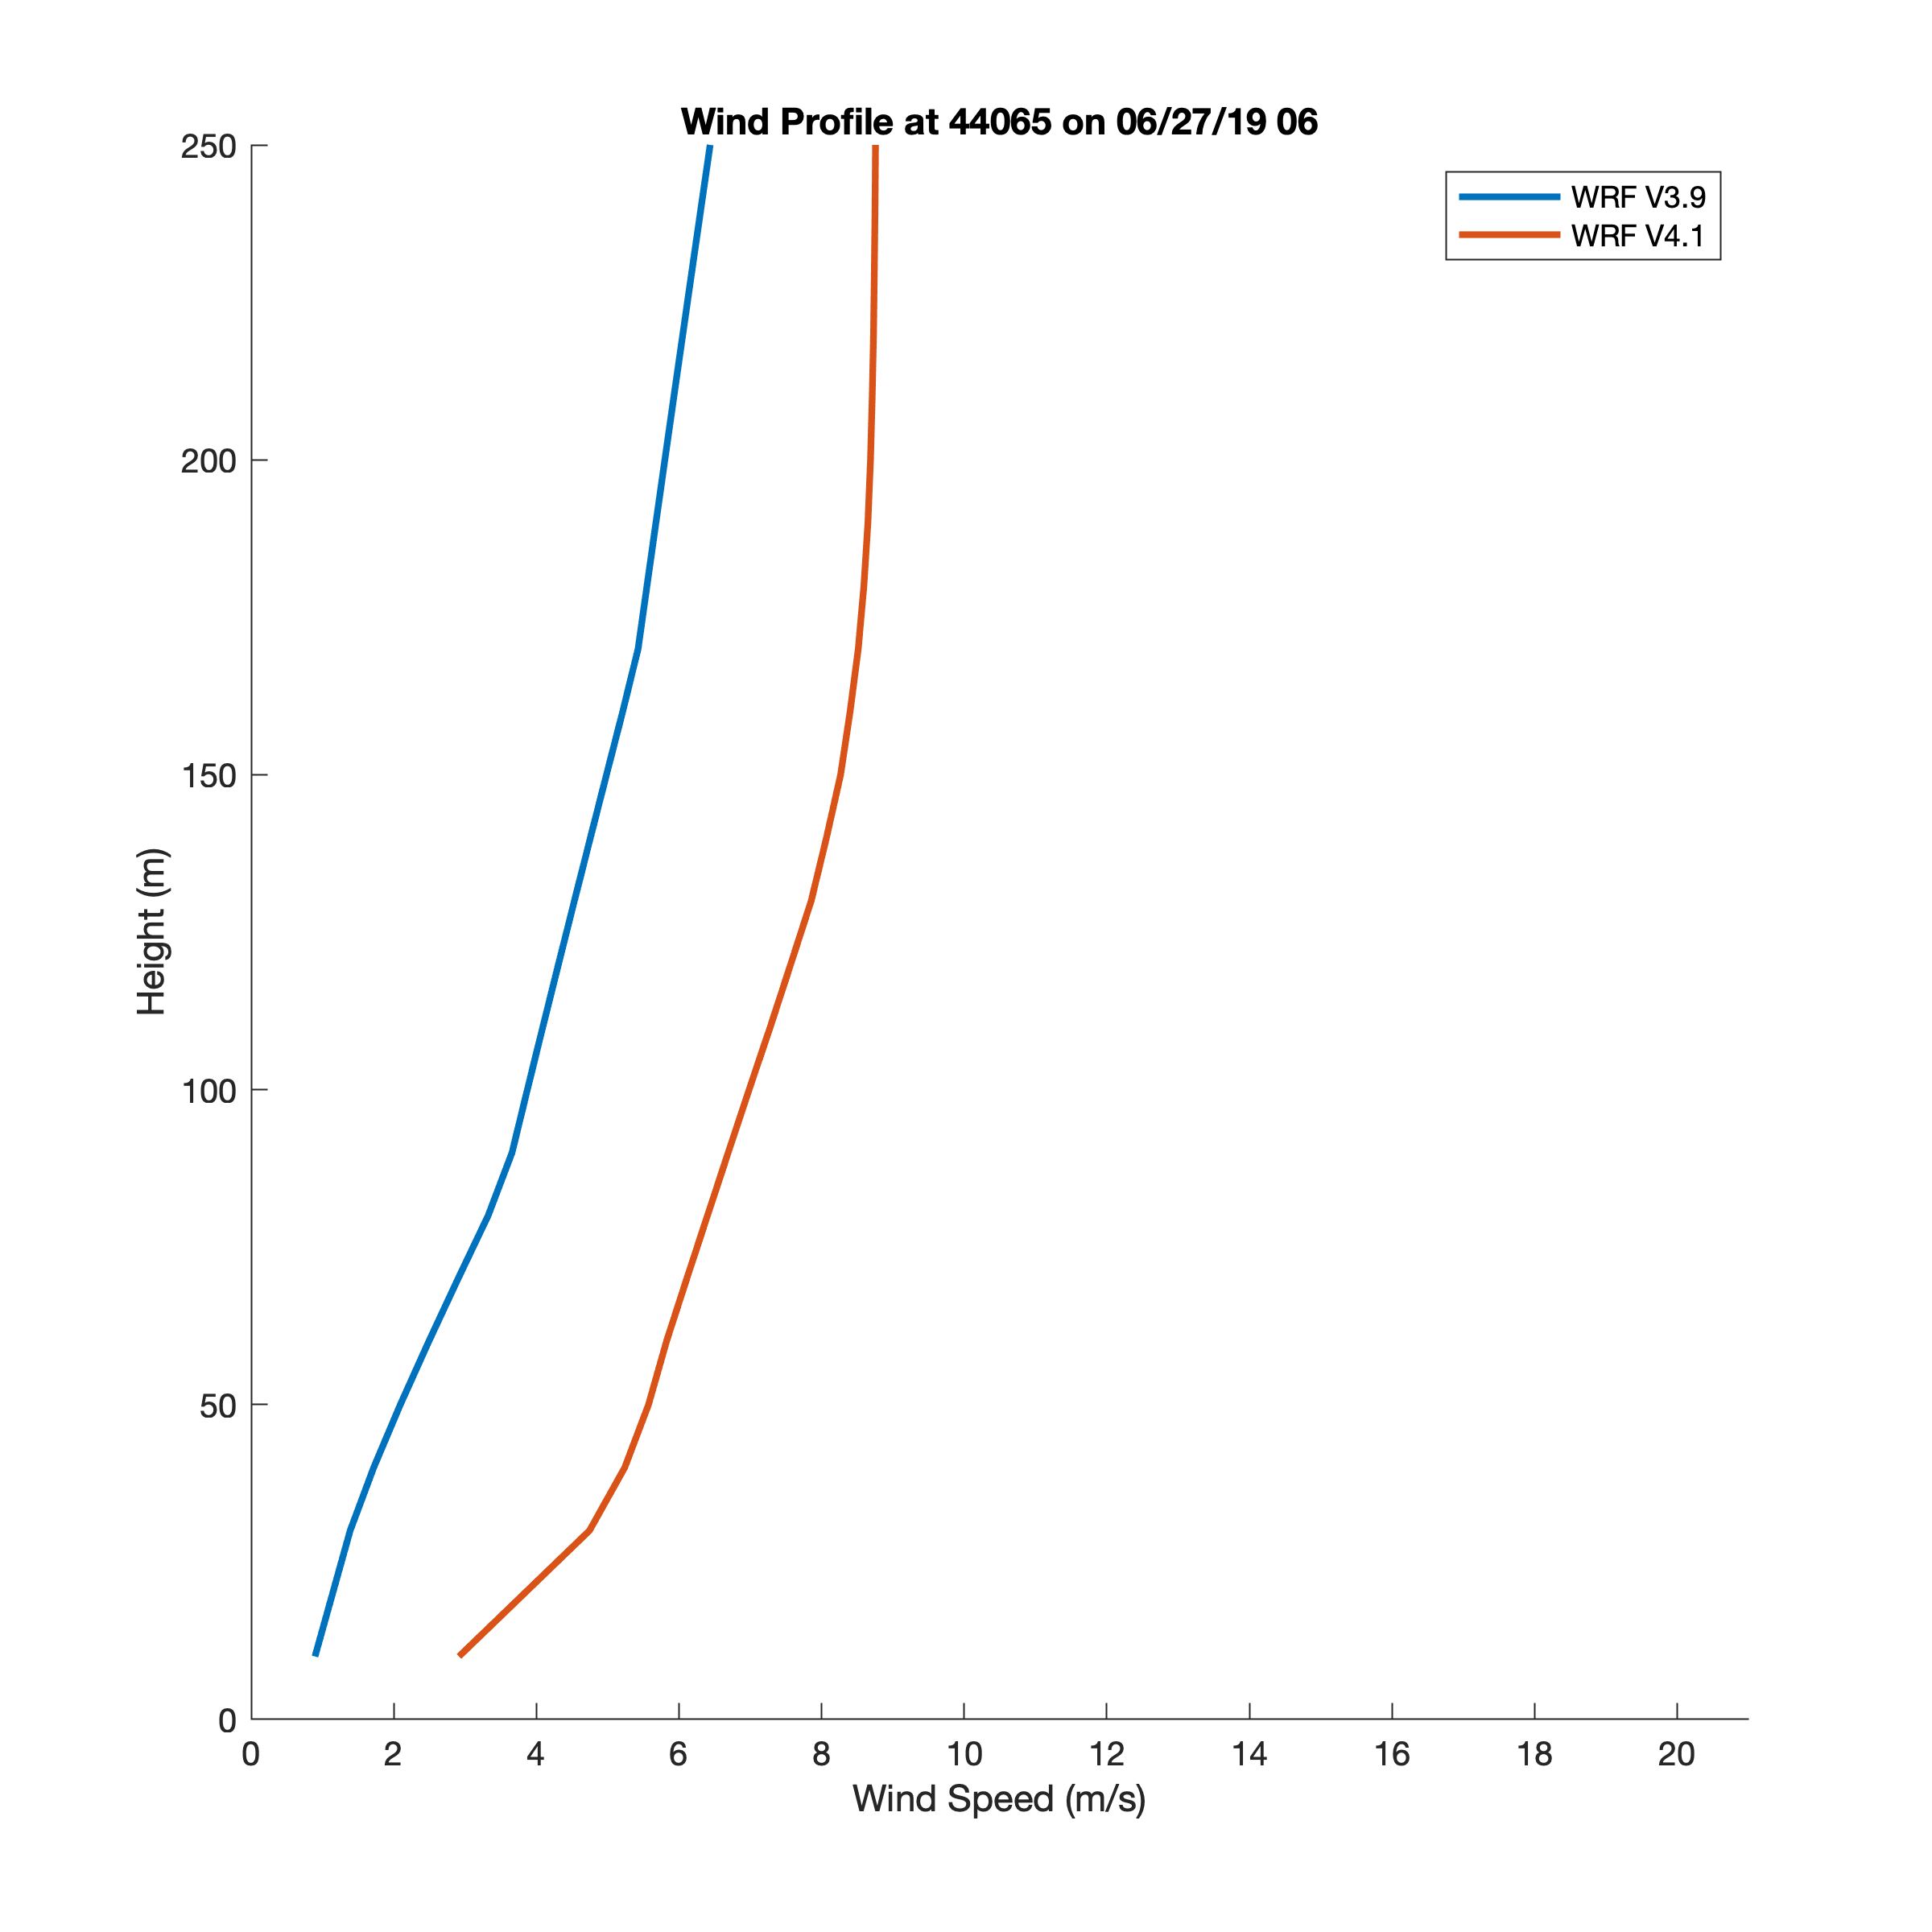 Wind Profile at 44065 on 06/27/19 06
WRF V3.9
WRF V4.1
250
200
150
100
50
0
Height (m)
0 2 4 6 8 10 12 14 16 18 20
Wind Speed (m/s)